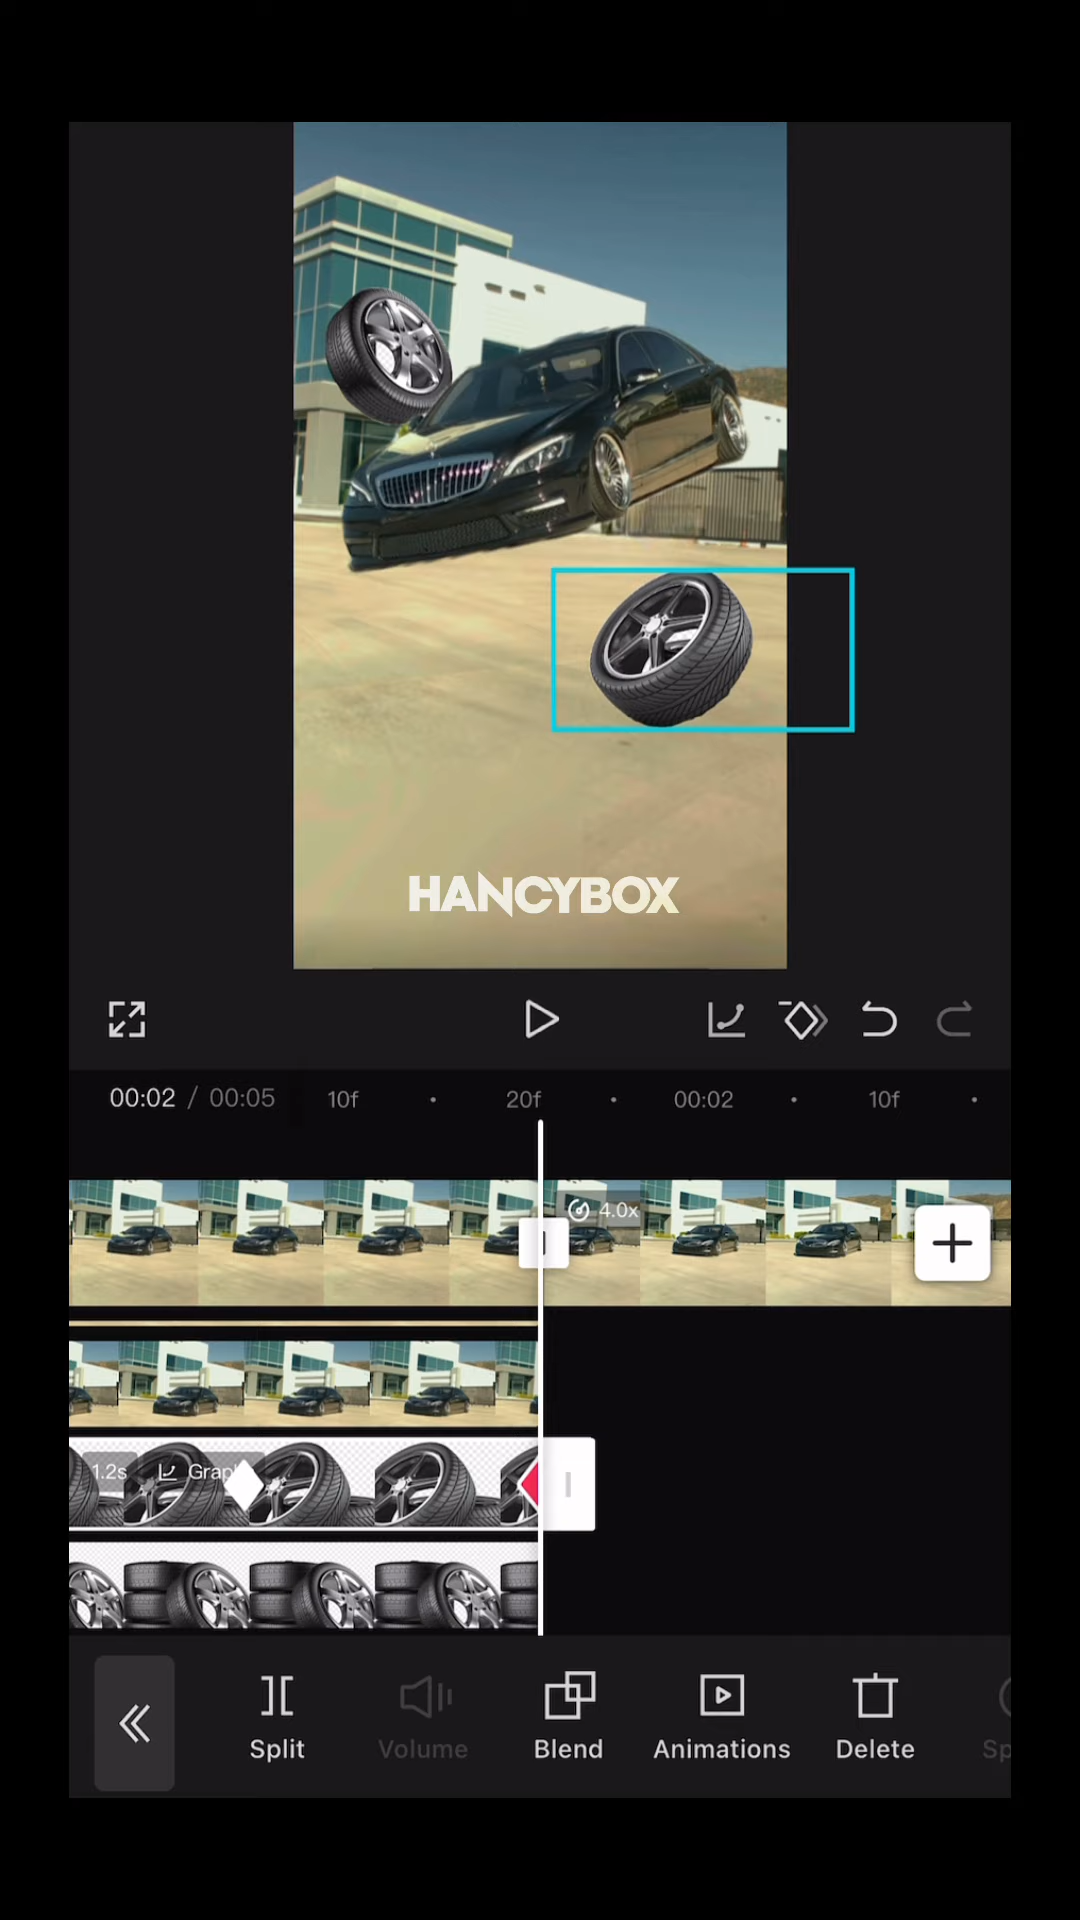 HANCYBOX
00:02 / 00:05 10f 20f 00:02 10f
4.0x
1.2s
Split Volume Blend Animations Delete